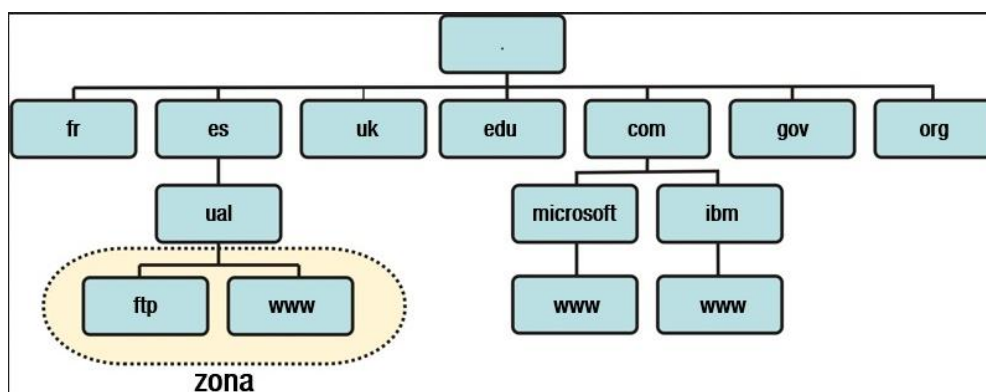 .
fr es uk edu com gov org
ual microsoft ibm
ftp www www www
zona